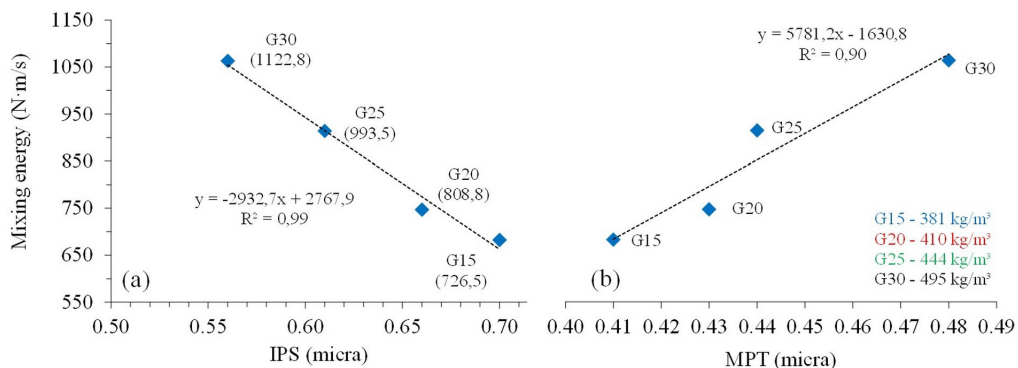 Mixing energy (N·m/s)
1150
1050
950
850
750
650
550
G30
(1122,8)
G25
(993,5)
G20
(808,8)
G15
(726,5)
y = -2932,7x + 2767,9
R² = 0,99
(a)
0.50
0.55
0.60
0.65
0.70
IPS (micra)
y = 5781,2x - 1630,8
R² = 0,90
G30
G25
G20
G15
G15 - 381 kg/m³
G20 - 410 kg/m³
G25 - 444 kg/m³
G30 - 495 kg/m³
(b)
0.40
0.41
0.42
0.43
0.44
0.45
0.46
0.47
0.48
0.49
MPT (micra)